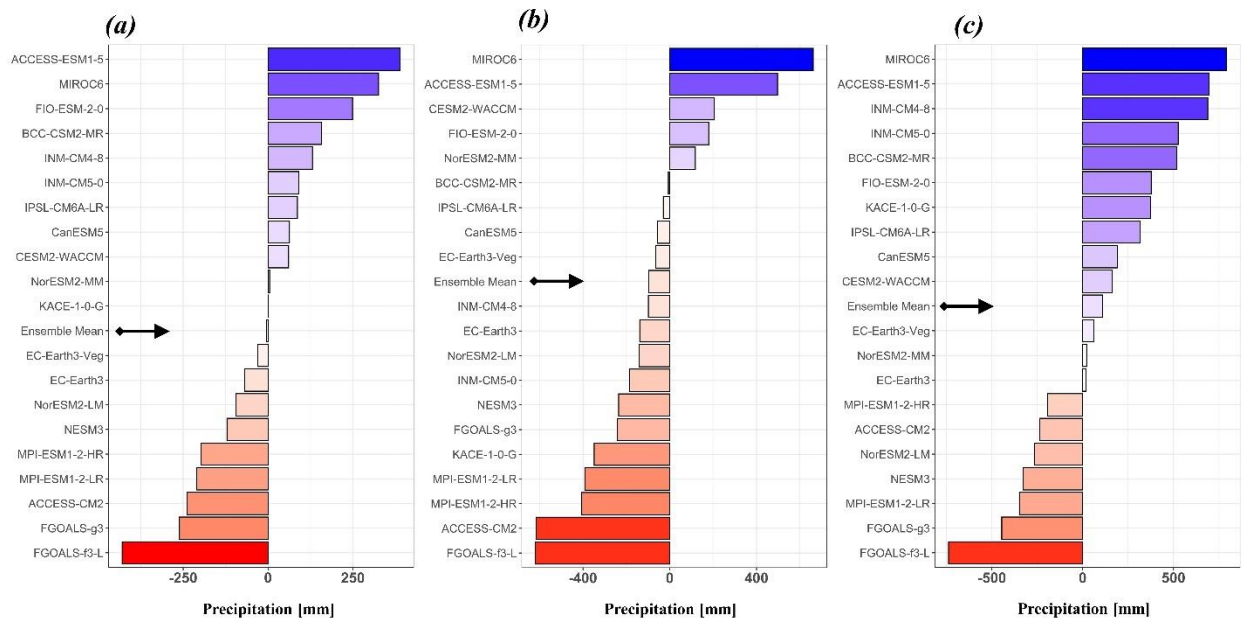 (a)
ACCESS-ESM1-5
MIROC6
FIO-ESM-2-0
BCC-CSM2-MR
INM-CM4-8
INM-CM5-0
IPSL-CM6A-LR
CanESM5
CESM2-WACCM
NorESM2-MM
KACE-1-0-G
Ensemble Mean
EC-Earth3-Veg
EC-Earth3
NorESM2-LM
NESM3
MPI-ESM1-2-HR
MPI-ESM1-2-LR
ACCESS-CM2
FGOALS-g3
FGOALS-f3-L
-250 0 250
Precipitation [mm]
(b)
MIROC6
ACCESS-ESM1-5
CESM2-WACCM
FIO-ESM-2-0
NorESM2-MM
BCC-CSM2-MR
IPSL-CM6A-LR
CanESM5
EC-Earth3-Veg
Ensemble Mean
INM-CM4-8
EC-Earth3
NorESM2-LM
INM-CM5-0
NESM3
FGOALS-g3
KACE-1-0-G
MPI-ESM1-2-LR
MPI-ESM1-2-HR
ACCESS-CM2
FGOALS-f3-L
-400 0 400
Precipitation [mm]
(c)
MIROC6
ACCESS-ESM1-5
INM-CM4-8
INM-CM5-0
BCC-CSM2-MR
FIO-ESM-2-0
KACE-1-0-G
IPSL-CM6A-LR
CanESM5
CESM2-WACCM
Ensemble Mean
EC-Earth3-Veg
NorESM2-MM
EC-Earth3
MPI-ESM1-2-HR
ACCESS-CM2
NorESM2-LM
NESM3
MPI-ESM1-2-LR
FGOALS-g3
FGOALS-f3-L
-500 0 500
Precipitation [mm]